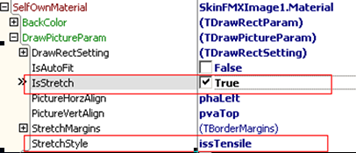 SelfOwnMaterial SkinFMXImage1.Material
BackColor (TDrawRectParam)
DrawPictureParam (TDrawPictureParam)
DrawRectSetting (TDrawRectSetting)
IsAutoFit False
IsStretch True
PictureHorzAlign phaLeft
PictureVertAlign pvaTop
StretchMargins (TBorderMargins)
StretchStyle issTensile